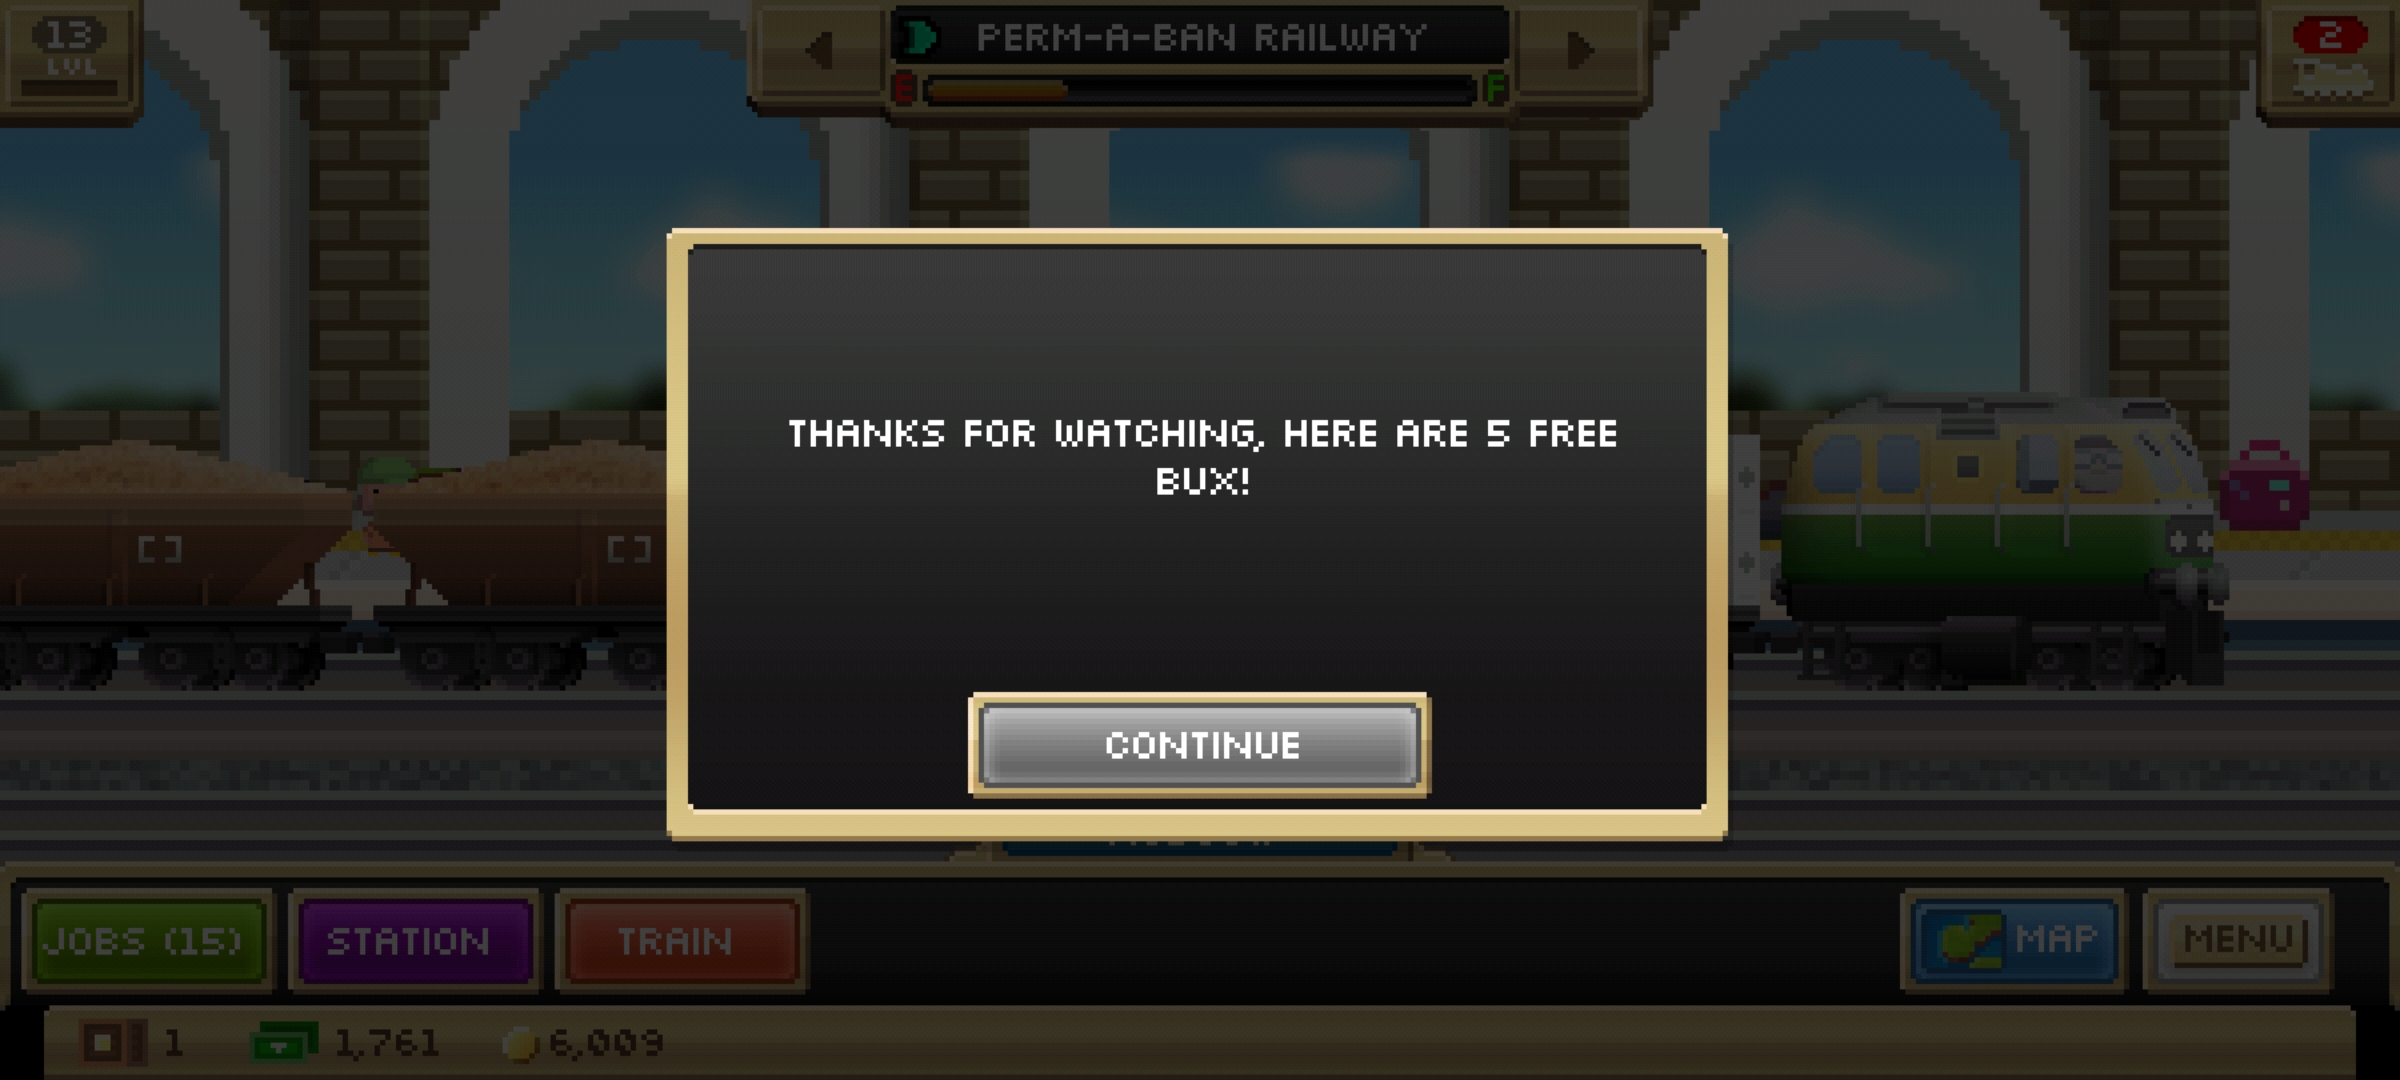 13
LVL
PERM-A-BAN RAILWAY
E F
2
THANKS FOR WATCHING, HERE ARE 5 FREE
BUX!
CONTINUE
JOBS (15)
STATION
TRAIN
MAP
MENU
1
1,761
6,009